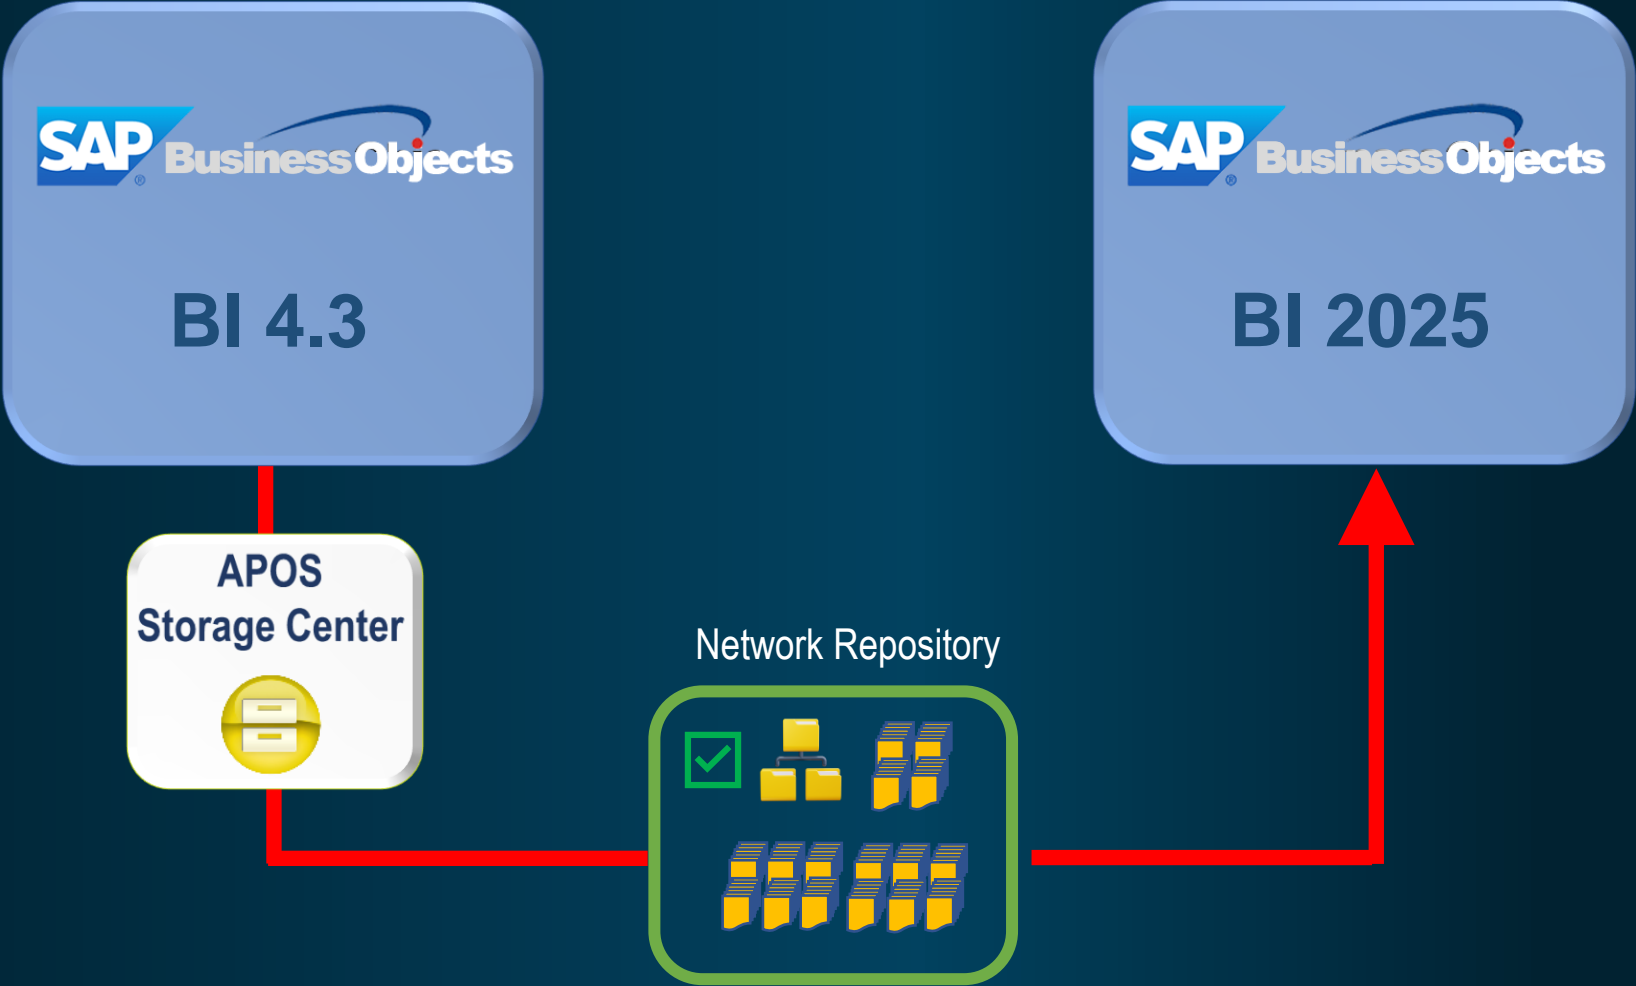 SAP ® BusinessObjects
BI 4.3
SAP ® BusinessObjects
BI 2025
APOS
Storage Center
Network Repository